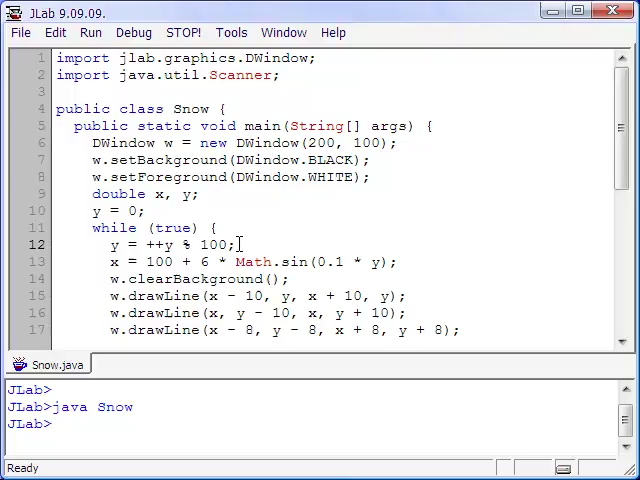 JLab 9.09.09.
File Edit Run Debug STOP! Tools Window Help
1 import jlab.graphics.DWindow;
2 import java.util.Scanner;
3
4 public class Snow {
5 public static void main(String[] args) {
6 DWindow w = new DWindow(200, 100);
7 w.setBackground(DWindow.BLACK);
8 w.setForeground(DWindow.WHITE);
9 double x, y;
10 y = 0;
11 while (true) {
12 y = ++y % 100;
13 x = 100 + 6 * Math.sin(0.1 * y);
14 w.clearBackground();
15 w.drawLine(x - 10, y, x + 10, y);
16 w.drawLine(x, y - 10, x, y + 10);
17 w.drawLine(x - 8, y - 8, x + 8, y + 8);
Snow.java
JLab>
JLab>java Snow
JLab>
Ready